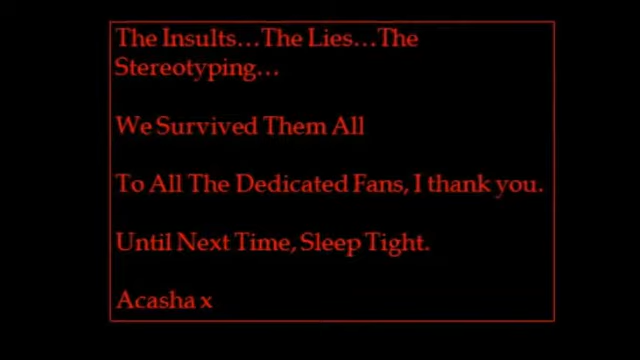 The Insults...The Lies...The
Stereotyping...
We Survived Them All
To All The Dedicated Fans, I thank you.
Until Next Time, Sleep Tight.
Acasha x